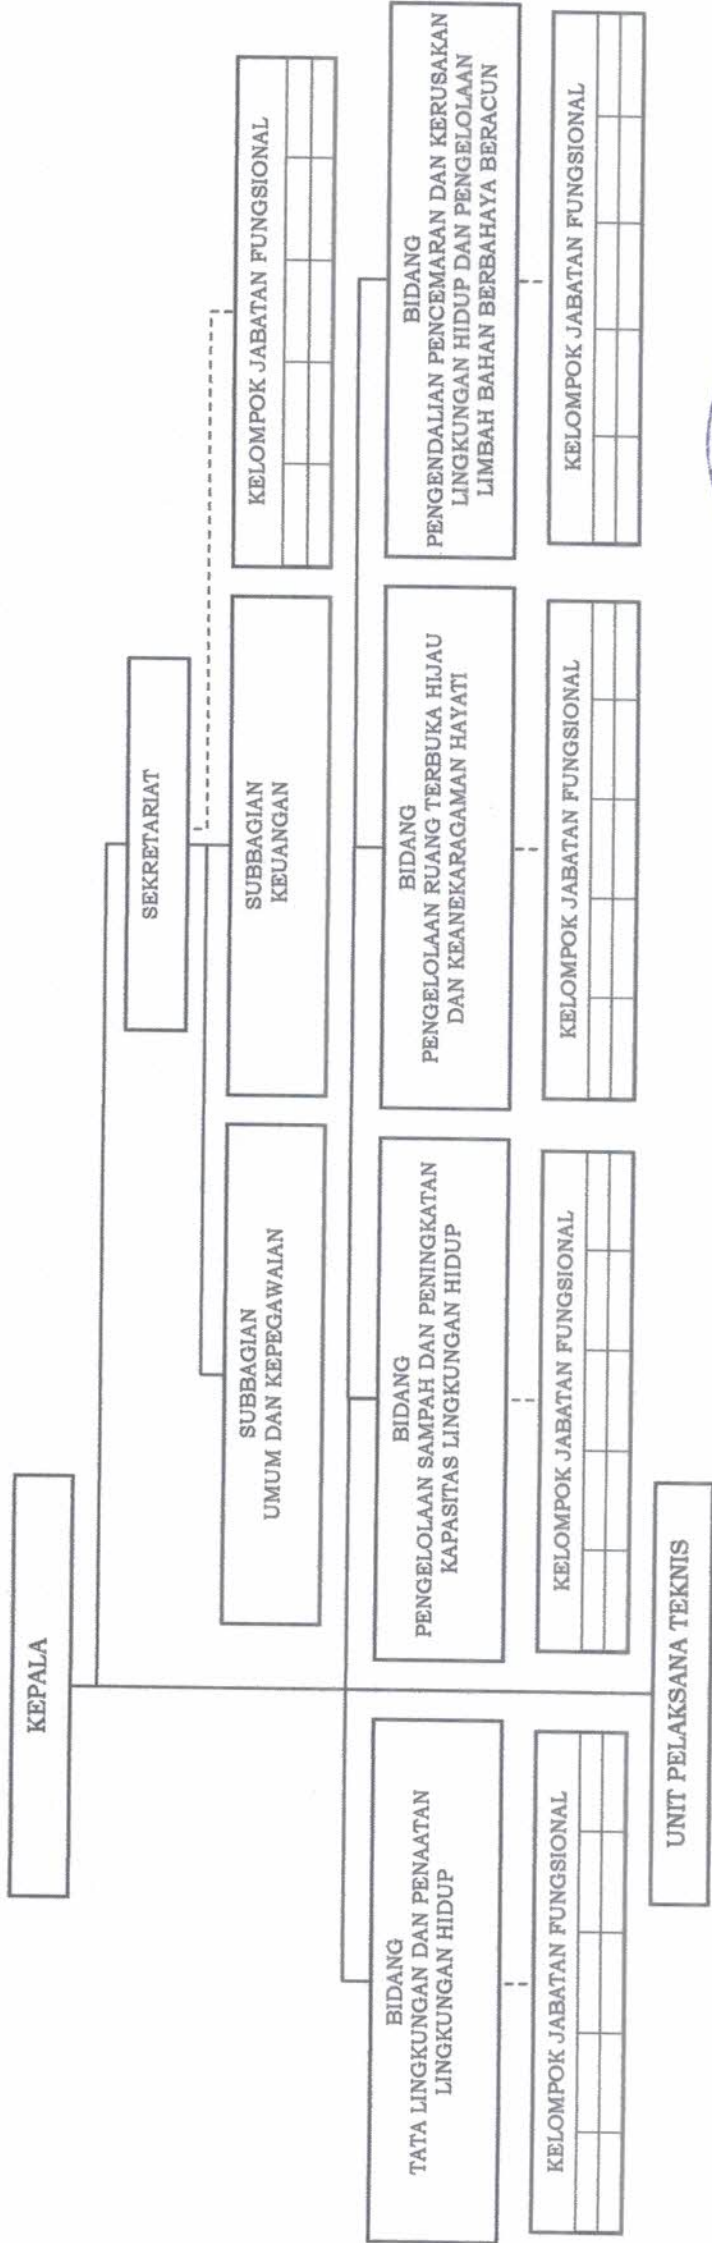 KEPALA
SEKRETARIAT
SUBBAGIAN
UMUM DAN KEPEGAWAIAN
SUBBAGIAN
KEUANGAN
KELOMPOK JABATAN FUNGSIONAL
BIDANG
TATA LINGKUNGAN DAN PENAATAN
LINGKUNGAN HIDUP
BIDANG
PENGELOLAAN SAMPAH DAN PENINGKATAN
KAPASITAS LINGKUNGAN HIDUP
BIDANG
PENGELOLAAN RUANG TERBUKA HIJAU
DAN KEANEKARAGAMAN HAYATI
BIDANG
PENGENDALIAN PENCEMARAN DAN KERUSAKAN
LINGKUNGAN HIDUP DAN PENGELOLAAN
LIMBAH BAHAN BERBAHAYA BERACUN
KELOMPOK JABATAN FUNGSIONAL
KELOMPOK JABATAN FUNGSIONAL
KELOMPOK JABATAN FUNGSIONAL
KELOMPOK JABATAN FUNGSIONAL
UNIT PELAKSANA TEKNIS